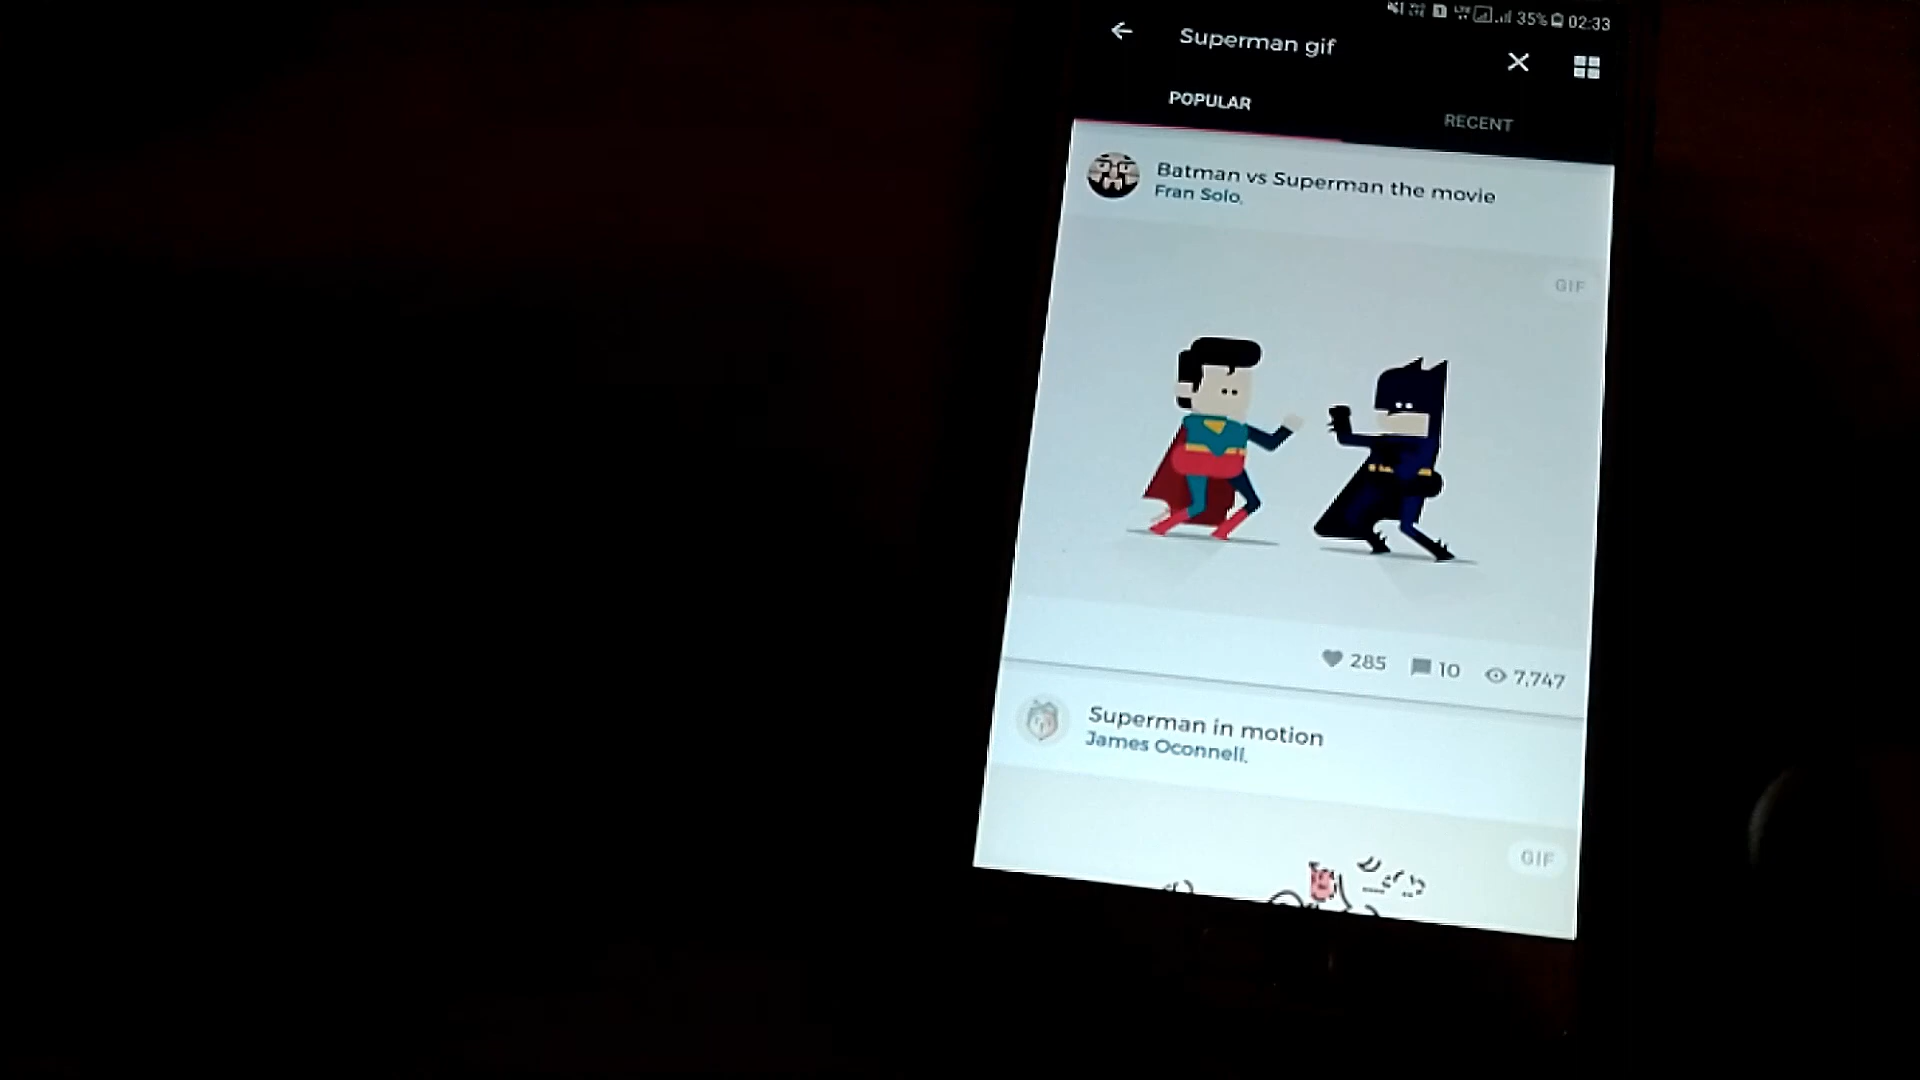 35% 02:33
Superman gif
POPULAR
RECENT
Batman vs Superman the movie
Fran Solo.
GIF
285 10 7,747
Superman in motion
James Oconnell.
GIF